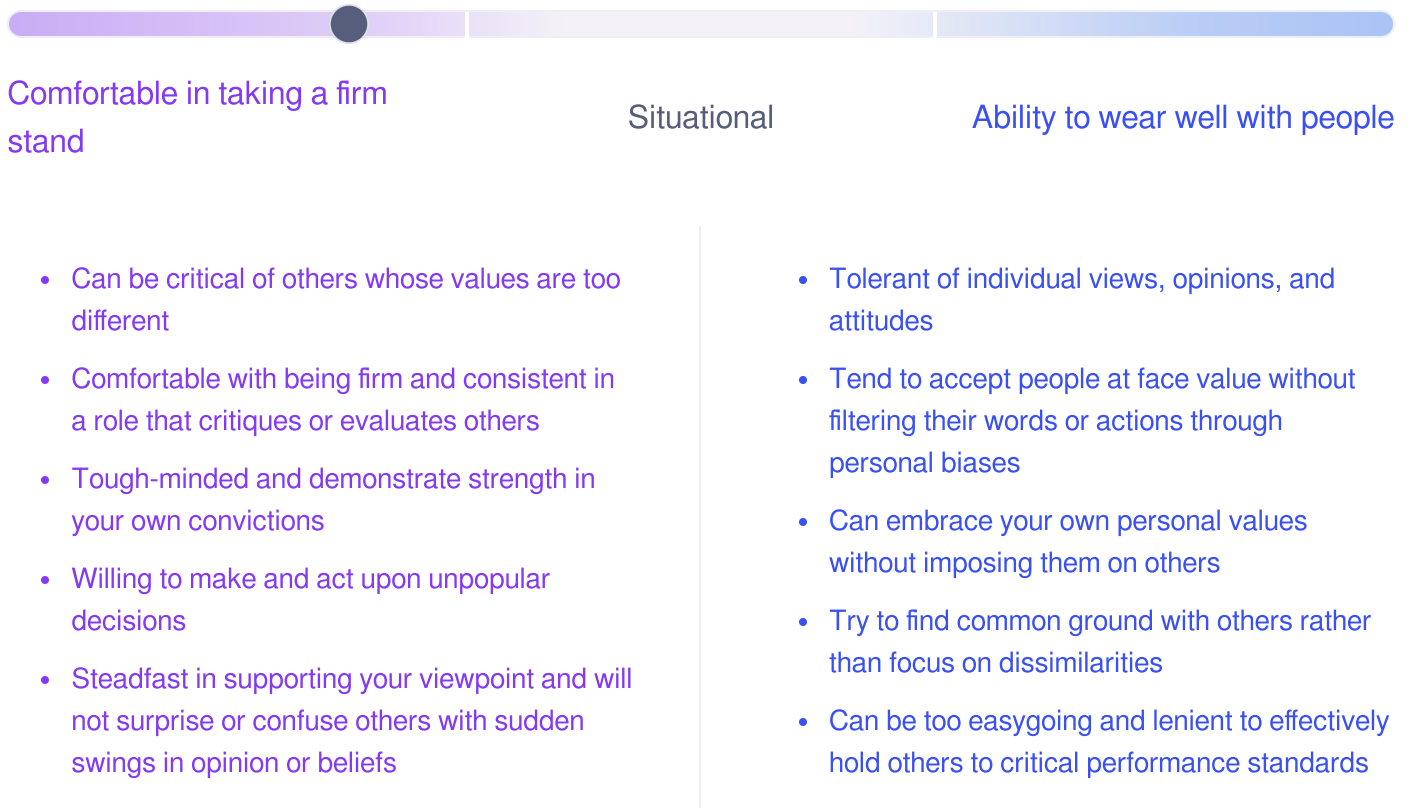 Comfortable in taking a firm
stand
Situational
Ability to wear well with people
• Can be critical of others whose values are too
different
• Comfortable with being firm and consistent in
a role that critiques or evaluates others
• Tough-minded and demonstrate strength in
your own convictions
• Willing to make and act upon unpopular
decisions
• Steadfast in supporting your viewpoint and will
not surprise or confuse others with sudden
swings in opinion or beliefs
• Tolerant of individual views, opinions, and
attitudes
• Tend to accept people at face value without
filtering their words or actions through
personal biases
• Can embrace your own personal values
without imposing them on others
• Try to find common ground with others rather
than focus on dissimilarities
• Can be too easygoing and lenient to effectively
hold others to critical performance standards